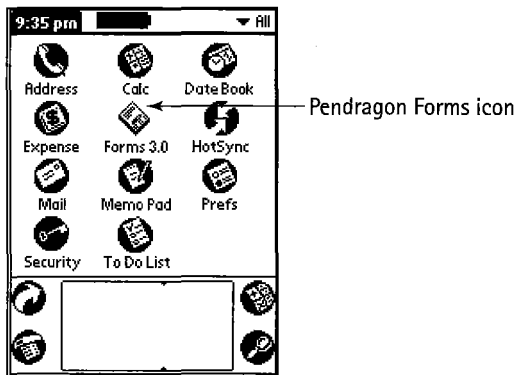 9:35 pm All
Address Calc Date Book
Pendragon Forms icon
Expense Forms 3.0 HotSync
Mail Memo Pad Prefs
Security To Do List